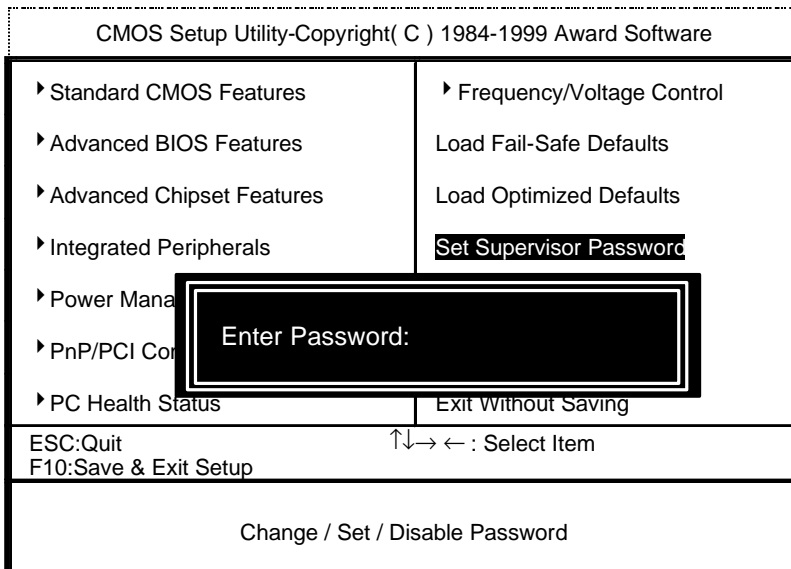 CMOS Setup Utility-Copyright( C ) 1984-1999 Award Software
Standard CMOS Features
Advanced BIOS Features
Advanced Chipset Features
Integrated Peripherals
Power Mana
PnP/PCI Con
PC Health Status
Frequency/Voltage Control
Load Fail-Safe Defaults
Load Optimized Defaults
Set Supervisor Password
Exit Without Saving
Enter Password:
ESC:Quit ↑↓→ ← : Select Item
F10:Save & Exit Setup
Change / Set / Disable Password